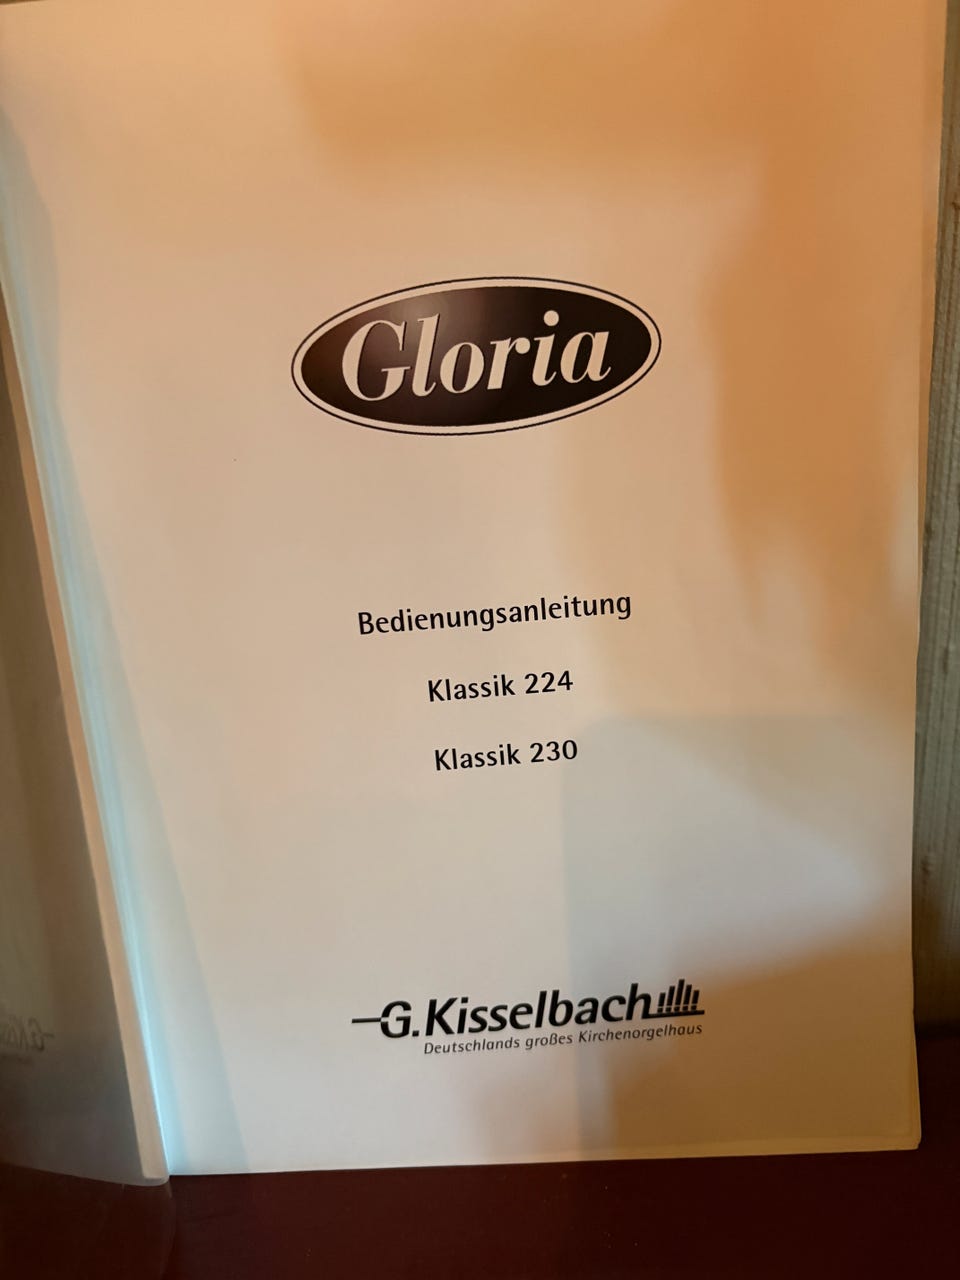 Gloria
Bedienungsanleitung
Klassik 224
Klassik 230
G. Kisselbach
Deutschlands großes Kirchenorgelhaus